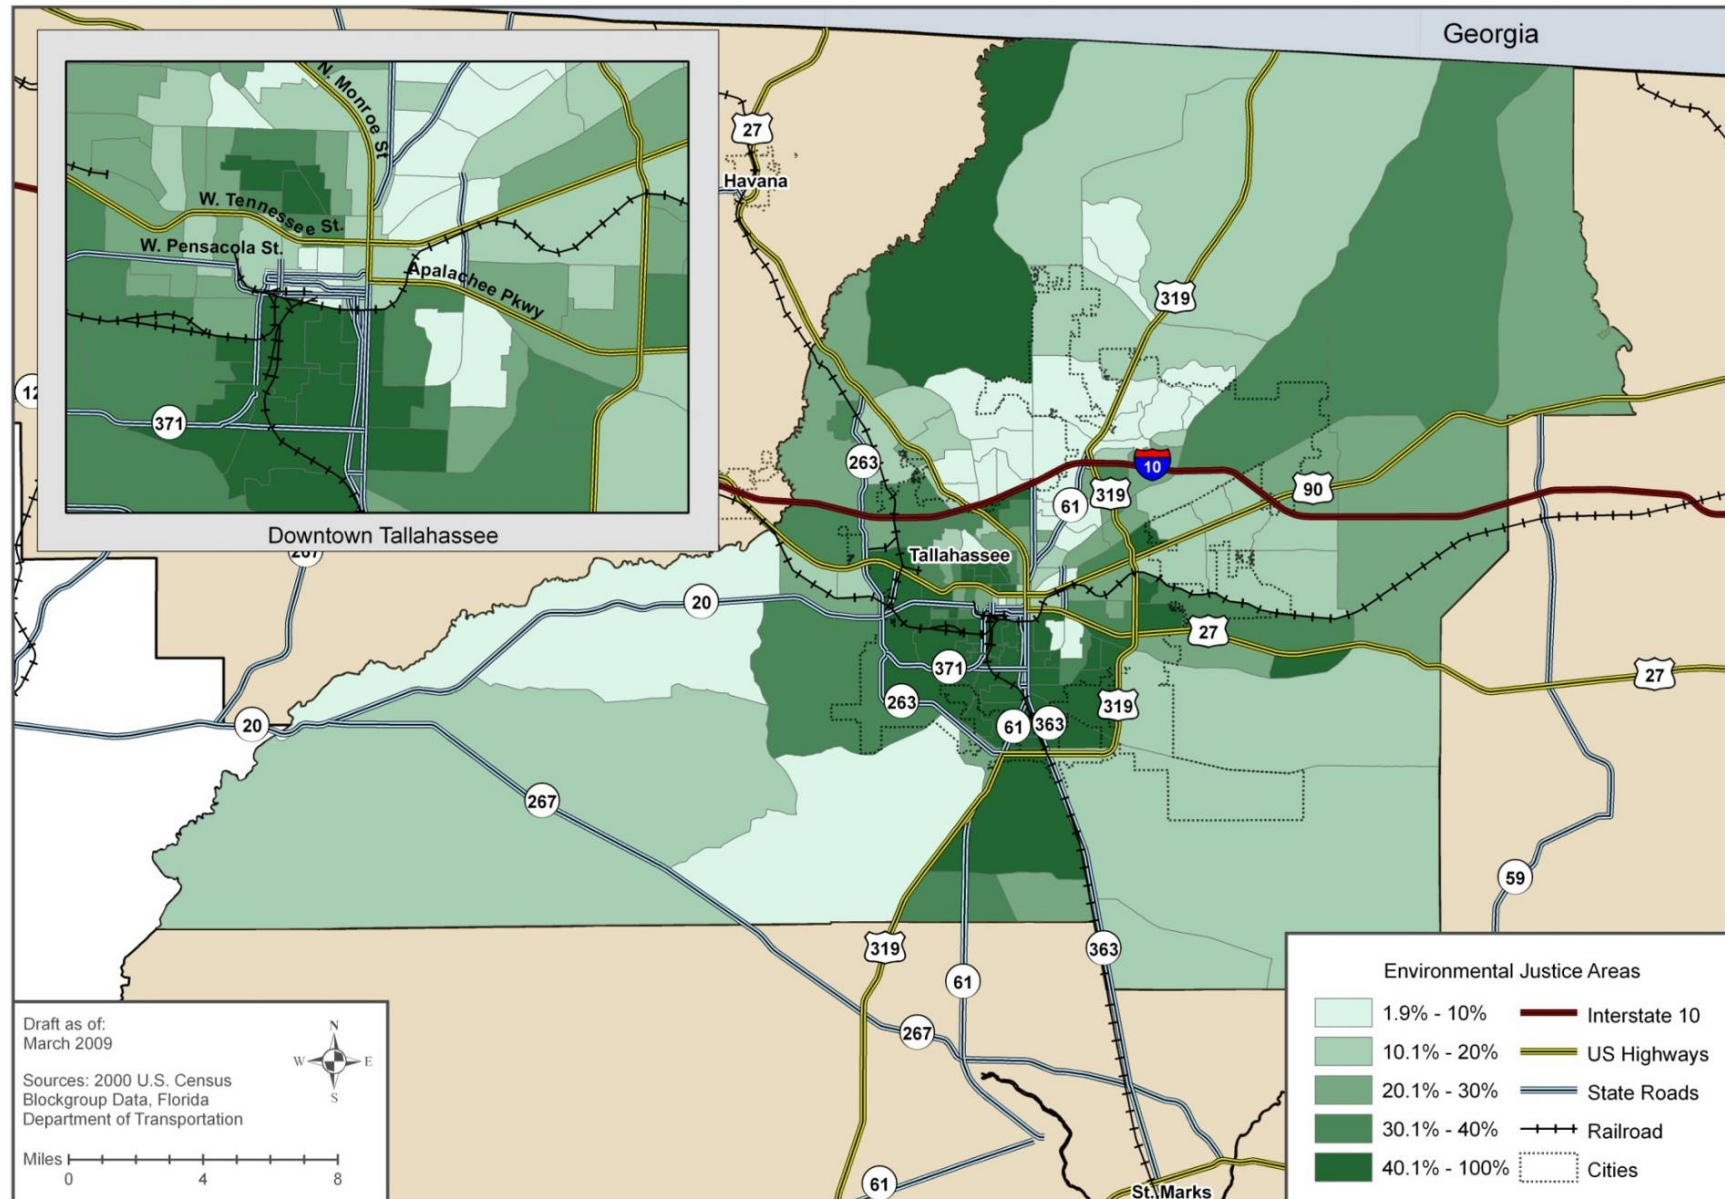 Georgia
N. Monroe St
W. Tennessee St.
W. Pensacola St.
Apalachee Pkwy
371
Downtown Tallahassee
27
Havana
319
12
263
10
319
90
61
Tallahassee
267
20
27
371
27
263
319
61
363
20
267
59
319
363
61
267
61
St. Marks
Draft as of:
March 2009
Sources: 2000 U.S. Census
Blockgroup Data, Florida
Department of Transportation
N
W
E
S
Miles
0
4
8
Environmental Justice Areas
1.9% - 10%
10.1% - 20%
20.1% - 30%
30.1% - 40%
40.1% - 100%
Interstate 10
US Highways
State Roads
Railroad
Cities